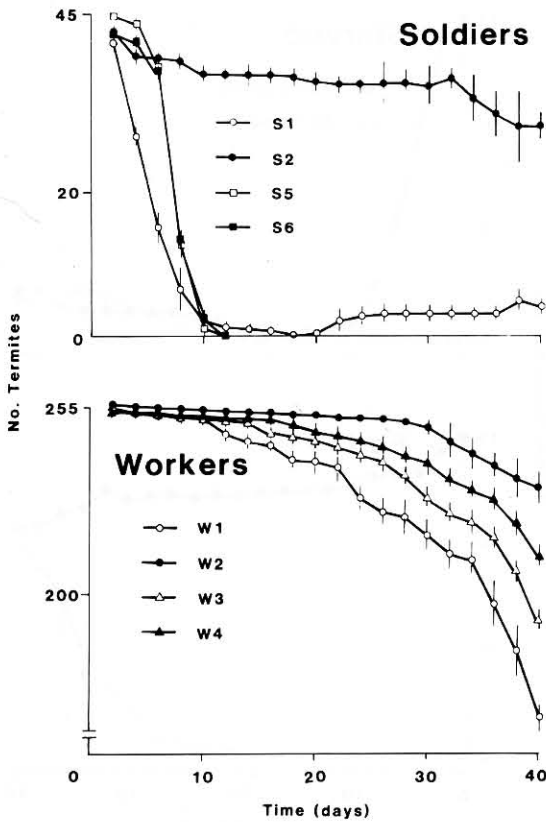 45
Soldiers
S1
S2
20
S5
S6
0
No. Termites
255
Workers
W1
W2
200
W3
W4
0 10 20 30 40
Time (days)